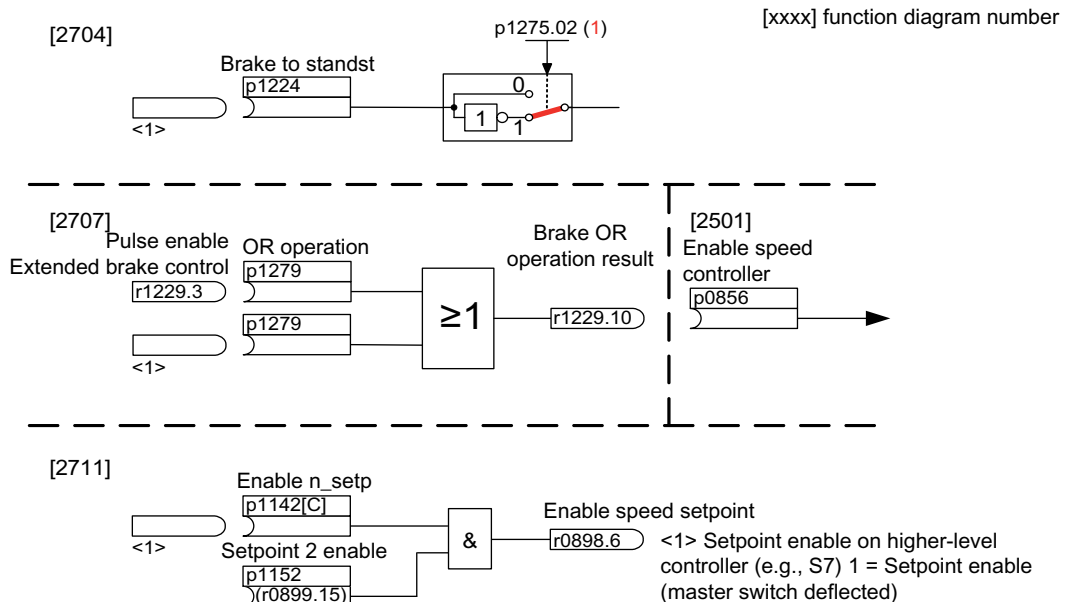 [xxxx] function diagram number
[2704]
p1275.02 (1)
Brake to standst
p1224
<1>
0
1
1
[2707]
Pulse enable
Extended brake control
r1229.3
OR operation
p1279
p1279
<1>
≥1
Brake OR
operation result
r1229.10
[2501]
Enable speed
controller
p0856
[2711]
Enable n_setp
p1142[C]
<1>
Setpoint 2 enable
p1152
(r0899.15)
&
Enable speed setpoint
r0898.6
<1> Setpoint enable on higher-level
controller (e.g., S7) 1 = Setpoint enable
(master switch deflected)